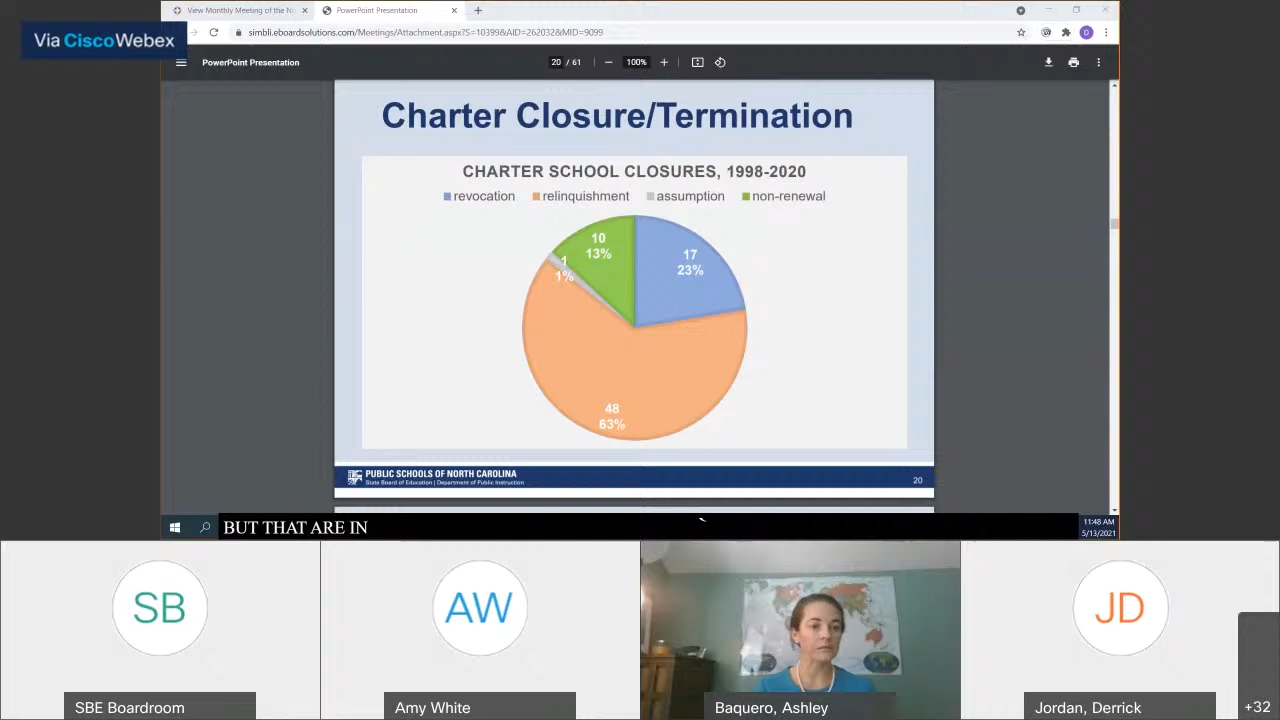 View Monthly Meeting of the N
PowerPoint Presentation
Via CiscoWebex
simbli.eboardsolutions.com/Meetings/Attachment.aspx?S=10399&AID=262032&MID=9099
D
PowerPoint Presentation
20 / 61
100%
Charter Closure/Termination
CHARTER SCHOOL CLOSURES, 1998-2020
revocation relinquishment assumption non-renewal
10
13%
17
23%
1
1%
48
63%
PUBLIC SCHOOLS OF NORTH CAROLINA
State Board of Education | Department of Public Instruction
20
BUT THAT ARE IN
11:48 AM
5/13/2021
SB
AW
JD
SBE Boardroom
Amy White
Baquero, Ashley
Jordan, Derrick
+32